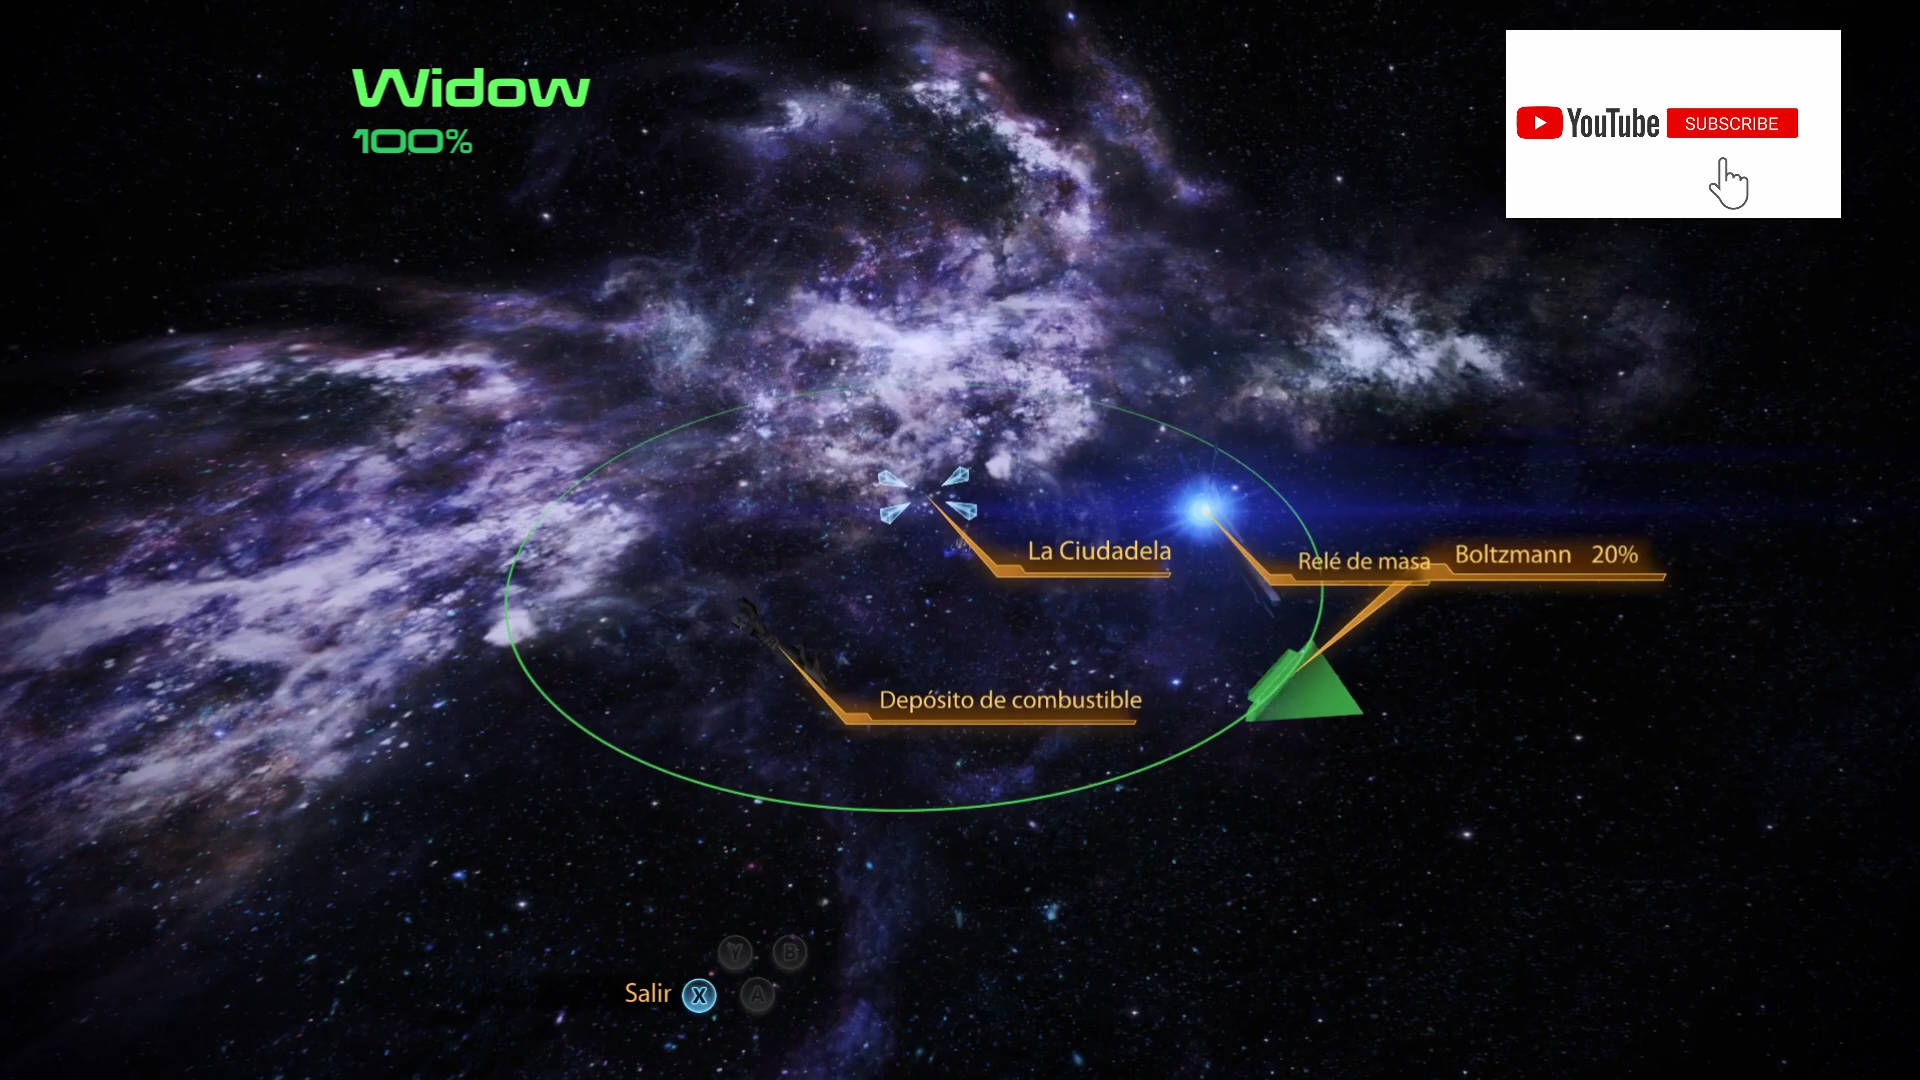 Widow
100%
YouTube SUBSCRIBE
La Ciudadela
Relé de masa
Boltzmann 20%
Depósito de combustible
Y B
Salir X A